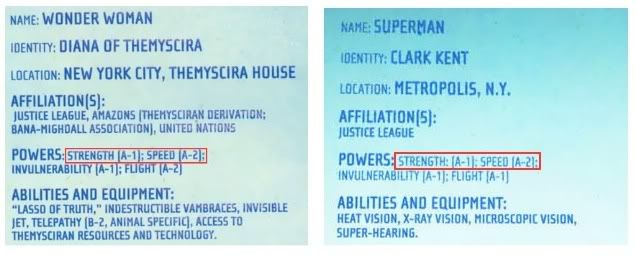 NAME: WONDER WOMAN
IDENTITY: DIANA OF THEMYSCIRA
LOCATION: NEW YORK CITY, THEMYSCIRA HOUSE
AFFILIATION(S):
JUSTICE LEAGUE, AMAZONS (THEMYSCIRAN DERIVATION;
BANA-MIGHDALL ASSOCIATION), UNITED NATIONS
POWERS: STRENGTH (A-1); SPEED (A-2);
INVULNERABILITY (A-1); FLIGHT (A-2)
ABILITIES AND EQUIPMENT:
"LASSO OF TRUTH," INDESTRUCTIBLE VAMBRACES, INVISIBLE
JET, TELEPATHY (B-2, ANIMAL SPECIFIC), ACCESS TO
THEMYSCIRAN RESOURCES AND TECHNOLOGY.
NAME: SUPERMAN
IDENTITY: CLARK KENT
LOCATION: METROPOLIS, N.Y.
AFFILIATION(S):
JUSTICE LEAGUE
POWERS: STRENGTH: (A-1); SPEED (A-2);
INVULNERABILITY (A-1); FLIGHT (A-1)
ABILITIES AND EQUIPMENT:
HEAT VISION, X-RAY VISION, MICROSCOPIC VISION,
SUPER-HEARING.